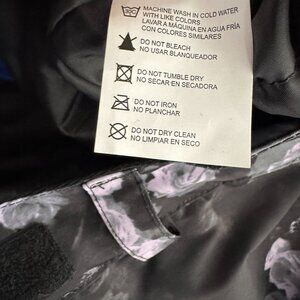 MACHINE WASH IN COLD WATER
WITH LIKE COLORS
LAVAR A MÁQUINA EN AGUA FRÍA
CON COLORES SIMILARES
DO NOT BLEACH
NO USAR BLANQUEADOR
DO NOT TUMBLE DRY
NO SECAR EN SECADORA
DO NOT IRON
NO PLANCHAR
DO NOT DRY CLEAN
NO LIMPIAR EN SECO